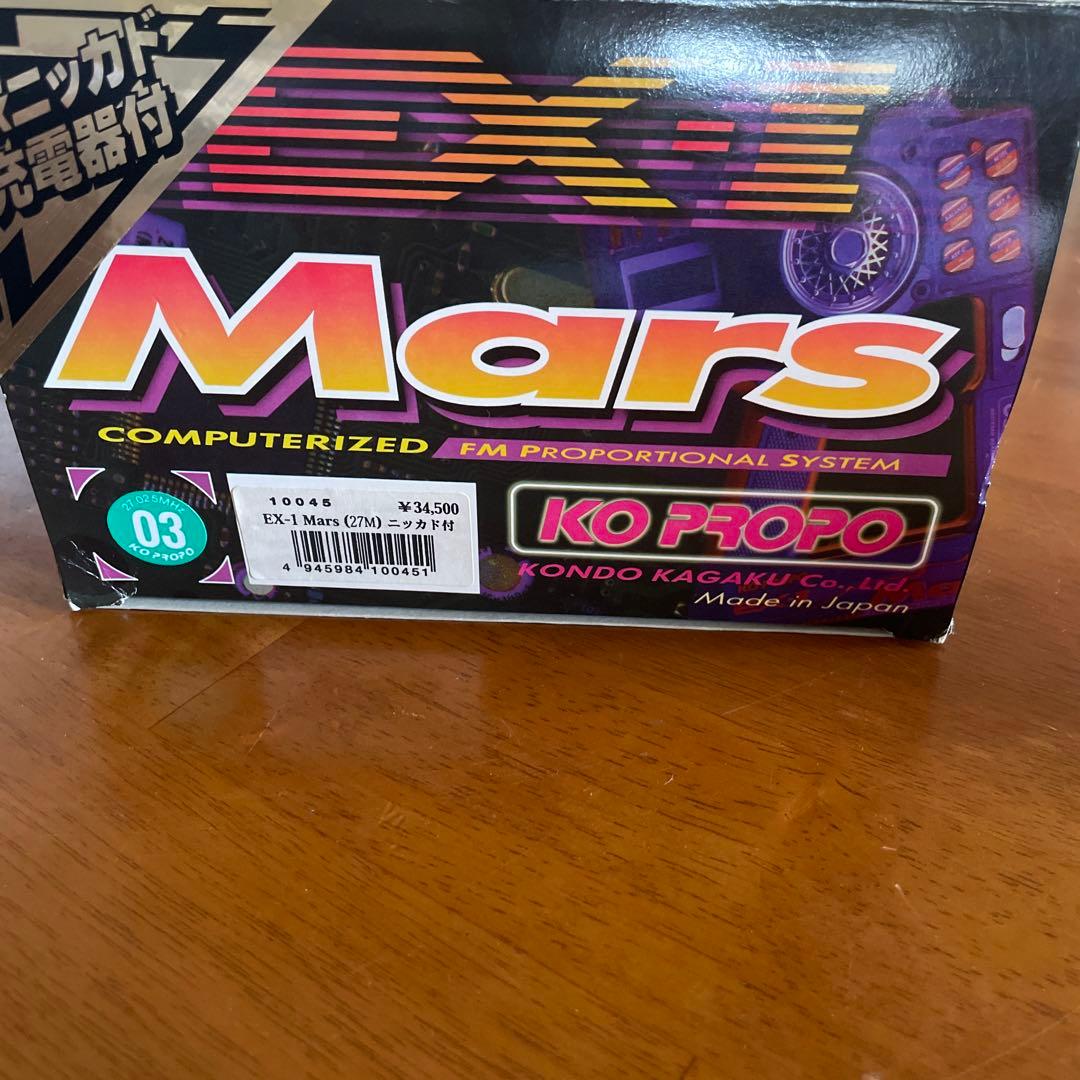 ニッカド
充電器付
EX-1
Mars
COMPUTERIZED FM PROPORTIONAL SYSTEM
27.025MHz
03
KO PROPO
10045 ¥34,500
EX-1 Mars (27M) ニッカド付
4 945984 100451
KO PROPO
KONDO KAGAKU Co., Ltd.
Made in Japan